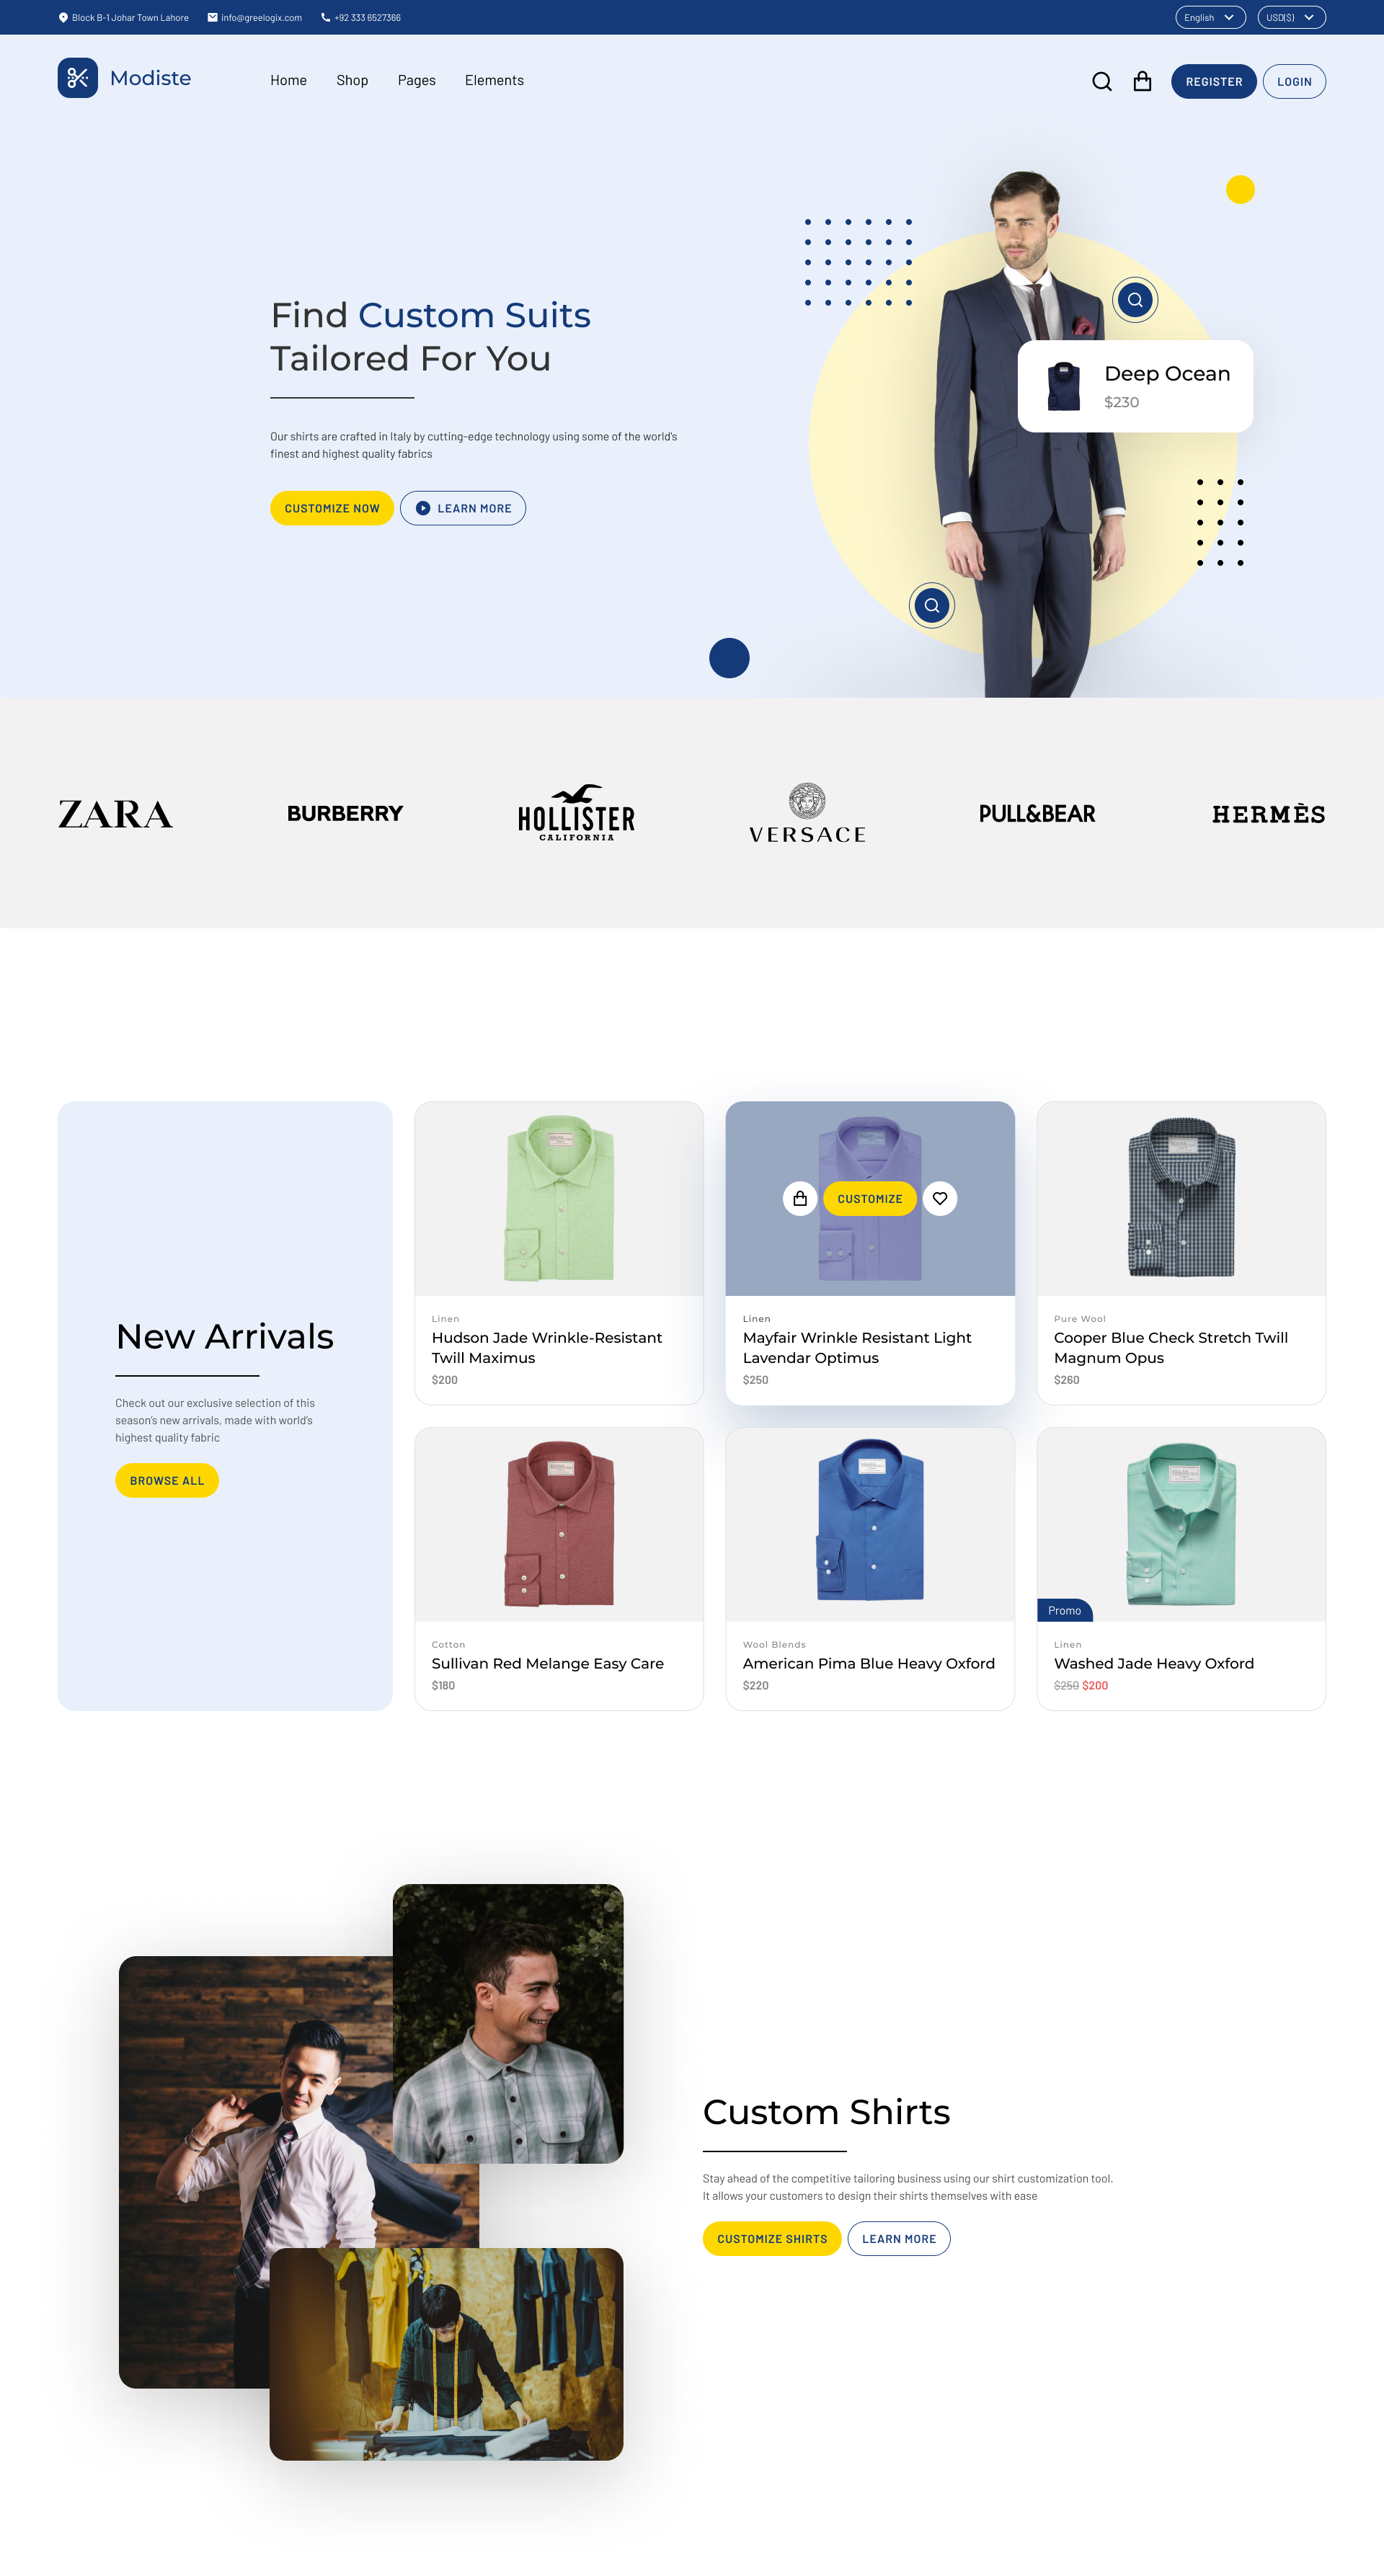 Block B-1 Johar Town Lahore
info@greelogix.com
+92 333 6527366
English
USD($)
Modiste
Home
Shop
Pages
Elements
REGISTER
LOGIN
Find Custom Suits
Tailored For You
Our shirts are crafted in Italy by cutting-edge technology using some of the world's
finest and highest quality fabrics
CUSTOMIZE NOW
LEARN MORE
Deep Ocean
$230
ZARA
BURBERRY
HOLLISTER
CALIFORNIA
VERSACE
PULL&BEAR
HERMÈS
New Arrivals
Check out our exclusive selection of this
season's new arrivals, made with world's
highest quality fabric
BROWSE ALL
Linen
Hudson Jade Wrinkle-Resistant
Twill Maximus
$200
CUSTOMIZE
Linen
Mayfair Wrinkle Resistant Light
Lavendar Optimus
$250
Pure Wool
Cooper Blue Check Stretch Twill
Magnum Opus
$260
Cotton
Sullivan Red Melange Easy Care
$180
Wool Blends
American Pima Blue Heavy Oxford
$220
Promo
Linen
Washed Jade Heavy Oxford
$250 $200
Custom Shirts
Stay ahead of the competitive tailoring business using our shirt customization tool.
It allows your customers to design their shirts themselves with ease
CUSTOMIZE SHIRTS
LEARN MORE